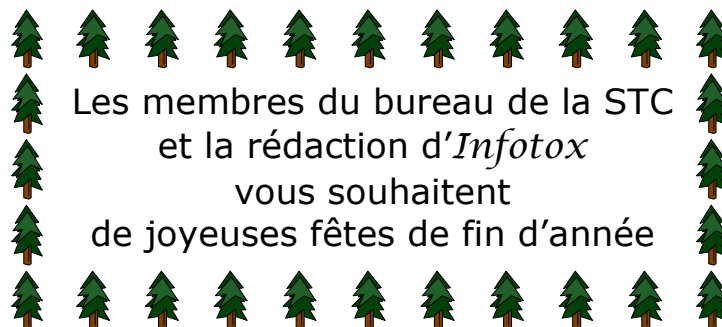 Les membres du bureau de la STC
et la rédaction d’Infotox
vous souhaitent
de joyeuses fêtes de fin d’année